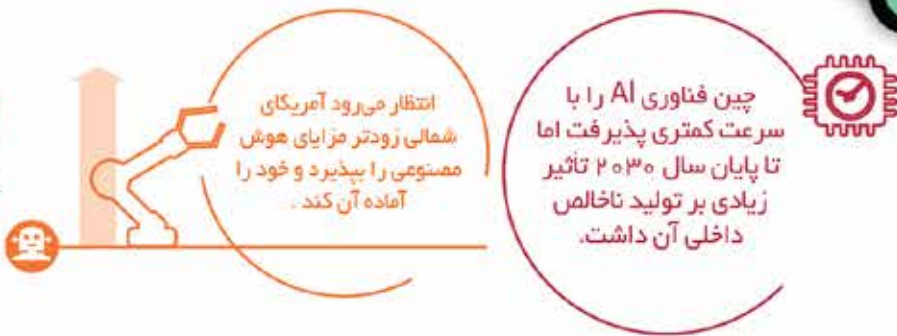 چین فناوری AI را با
سرعت کمتری پذیرفت اما
تا پایان سال ۲۰۳۰ تأثیر
زیادی بر تولید ناخالص
داخلی آن داشت.
انتظار می‌رود آمریکای
شمالی زودتر مزایای هوش
مصنوعی را بپذیرد و خود را
آماده آن کند .